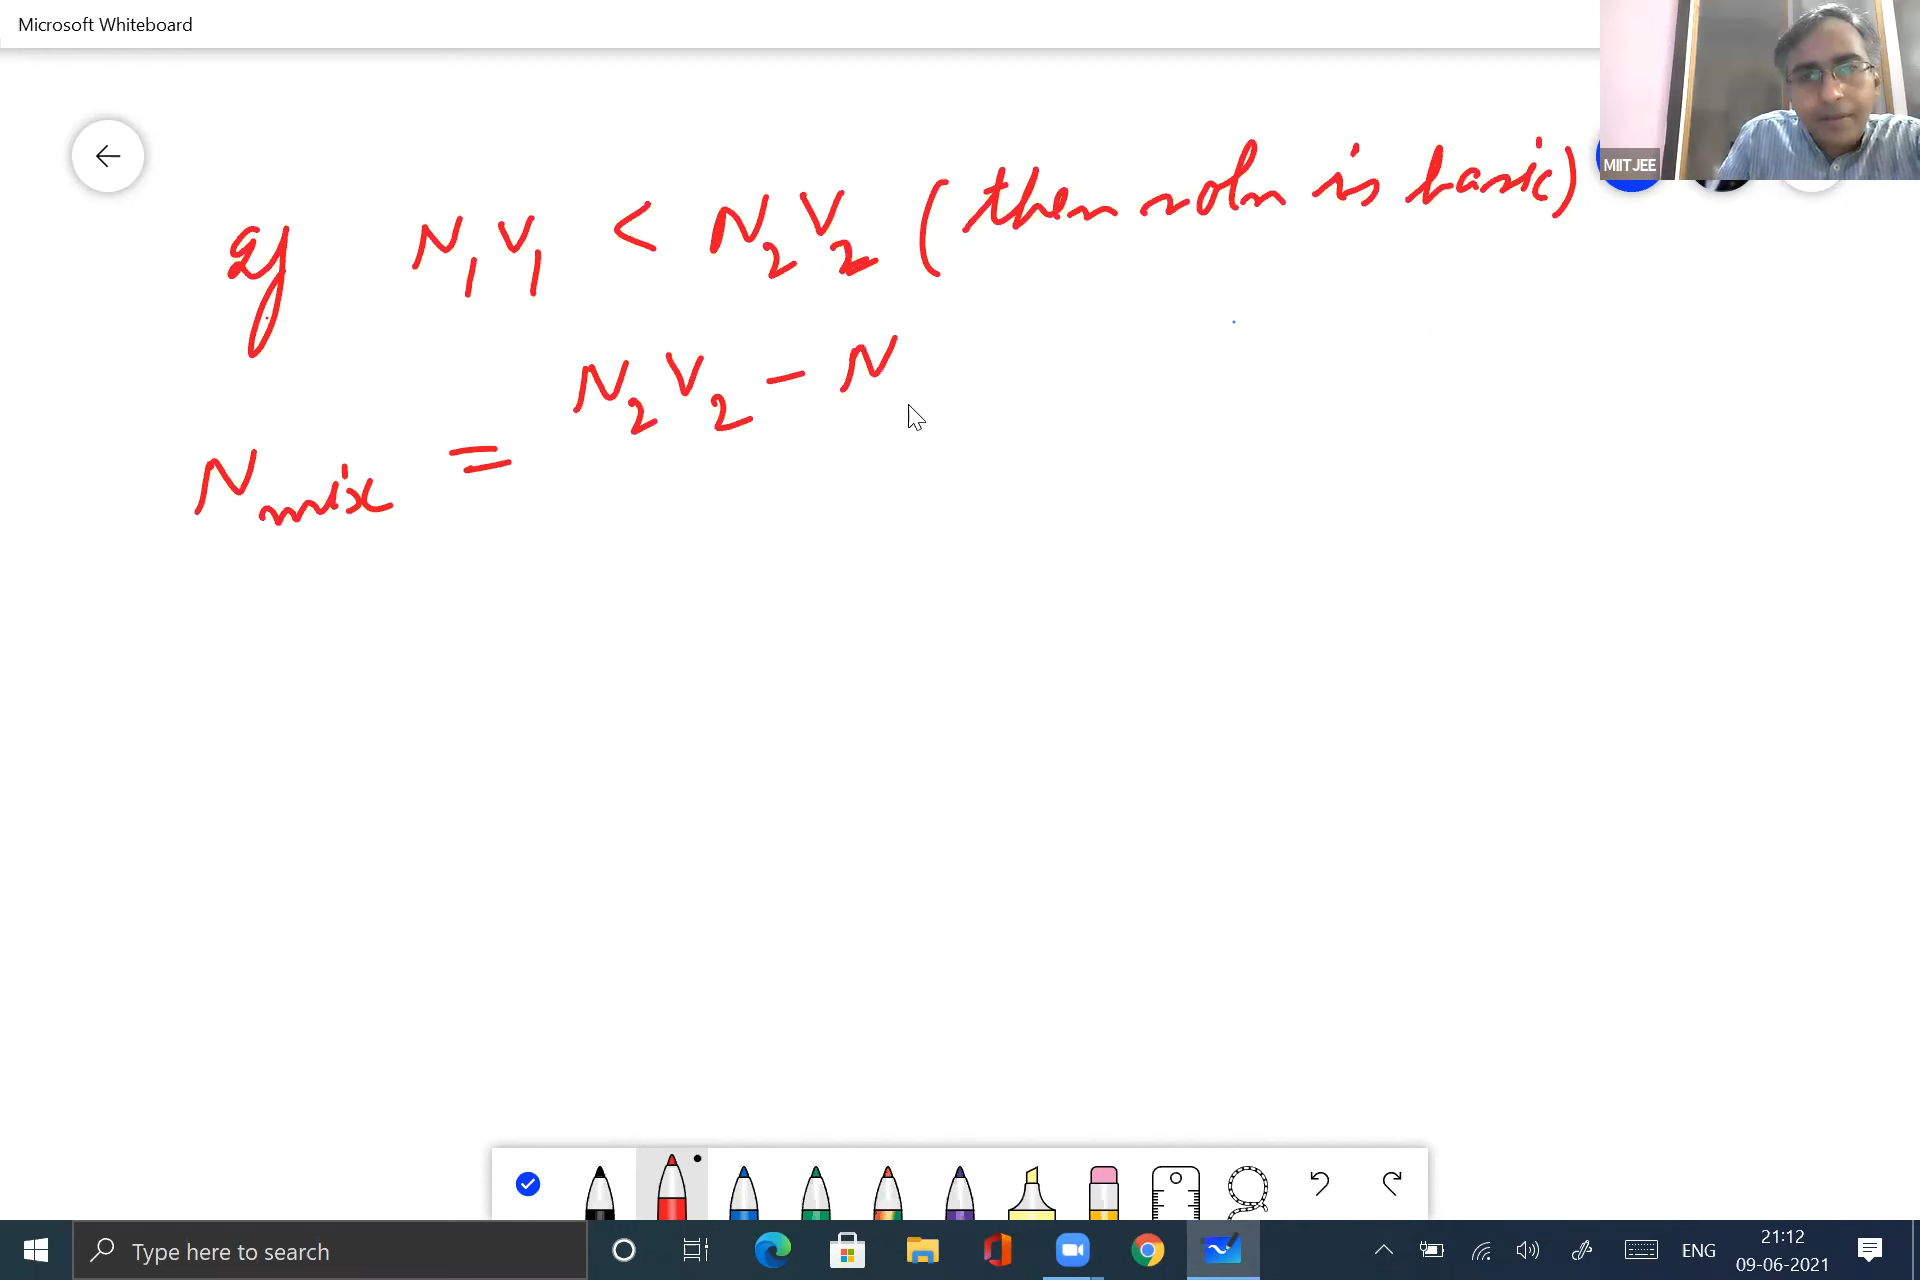 Microsoft Whiteboard
MIIT JEE
If N₁V₁ < N₂V₂ (then soln is basic)
N₂V₂ - N
Nmix =
Type here to search
ENG
21:12
09-06-2021